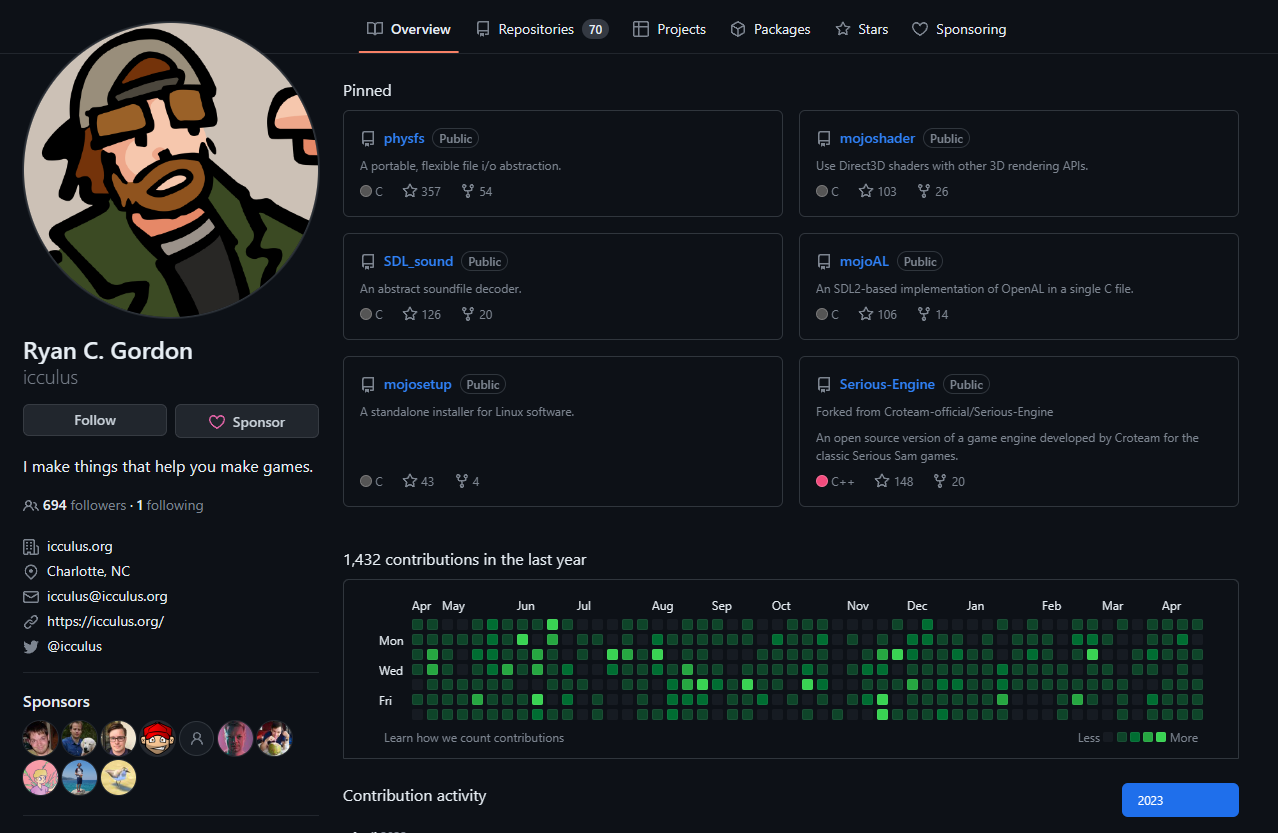 Overview Repositories 70 Projects Packages Stars Sponsoring
Ryan C. Gordon
icculus
Follow Sponsor
I make things that help you make games.
694 followers · 1 following
icculus.org
Charlotte, NC
icculus@icculus.org
https://icculus.org/
@icculus
Sponsors
Pinned
physfs Public
A portable, flexible file i/o abstraction.
C 357 54
mojoshader Public
Use Direct3D shaders with other 3D rendering APIs.
C 103 26
SDL_sound Public
An abstract soundfile decoder.
C 126 20
mojoAL Public
An SDL2-based implementation of OpenAL in a single C file.
C 106 14
mojosetup Public
A standalone installer for Linux software.
C 43 4
Serious-Engine Public
Forked from Croteam-official/Serious-Engine
An open source version of a game engine developed by Croteam for the
classic Serious Sam games.
C++ 148 20
1,432 contributions in the last year
Apr May Jun Jul Aug Sep Oct Nov Dec Jan Feb Mar Apr
Mon
Wed
Fri
Learn how we count contributions Less More
Contribution activity 2023